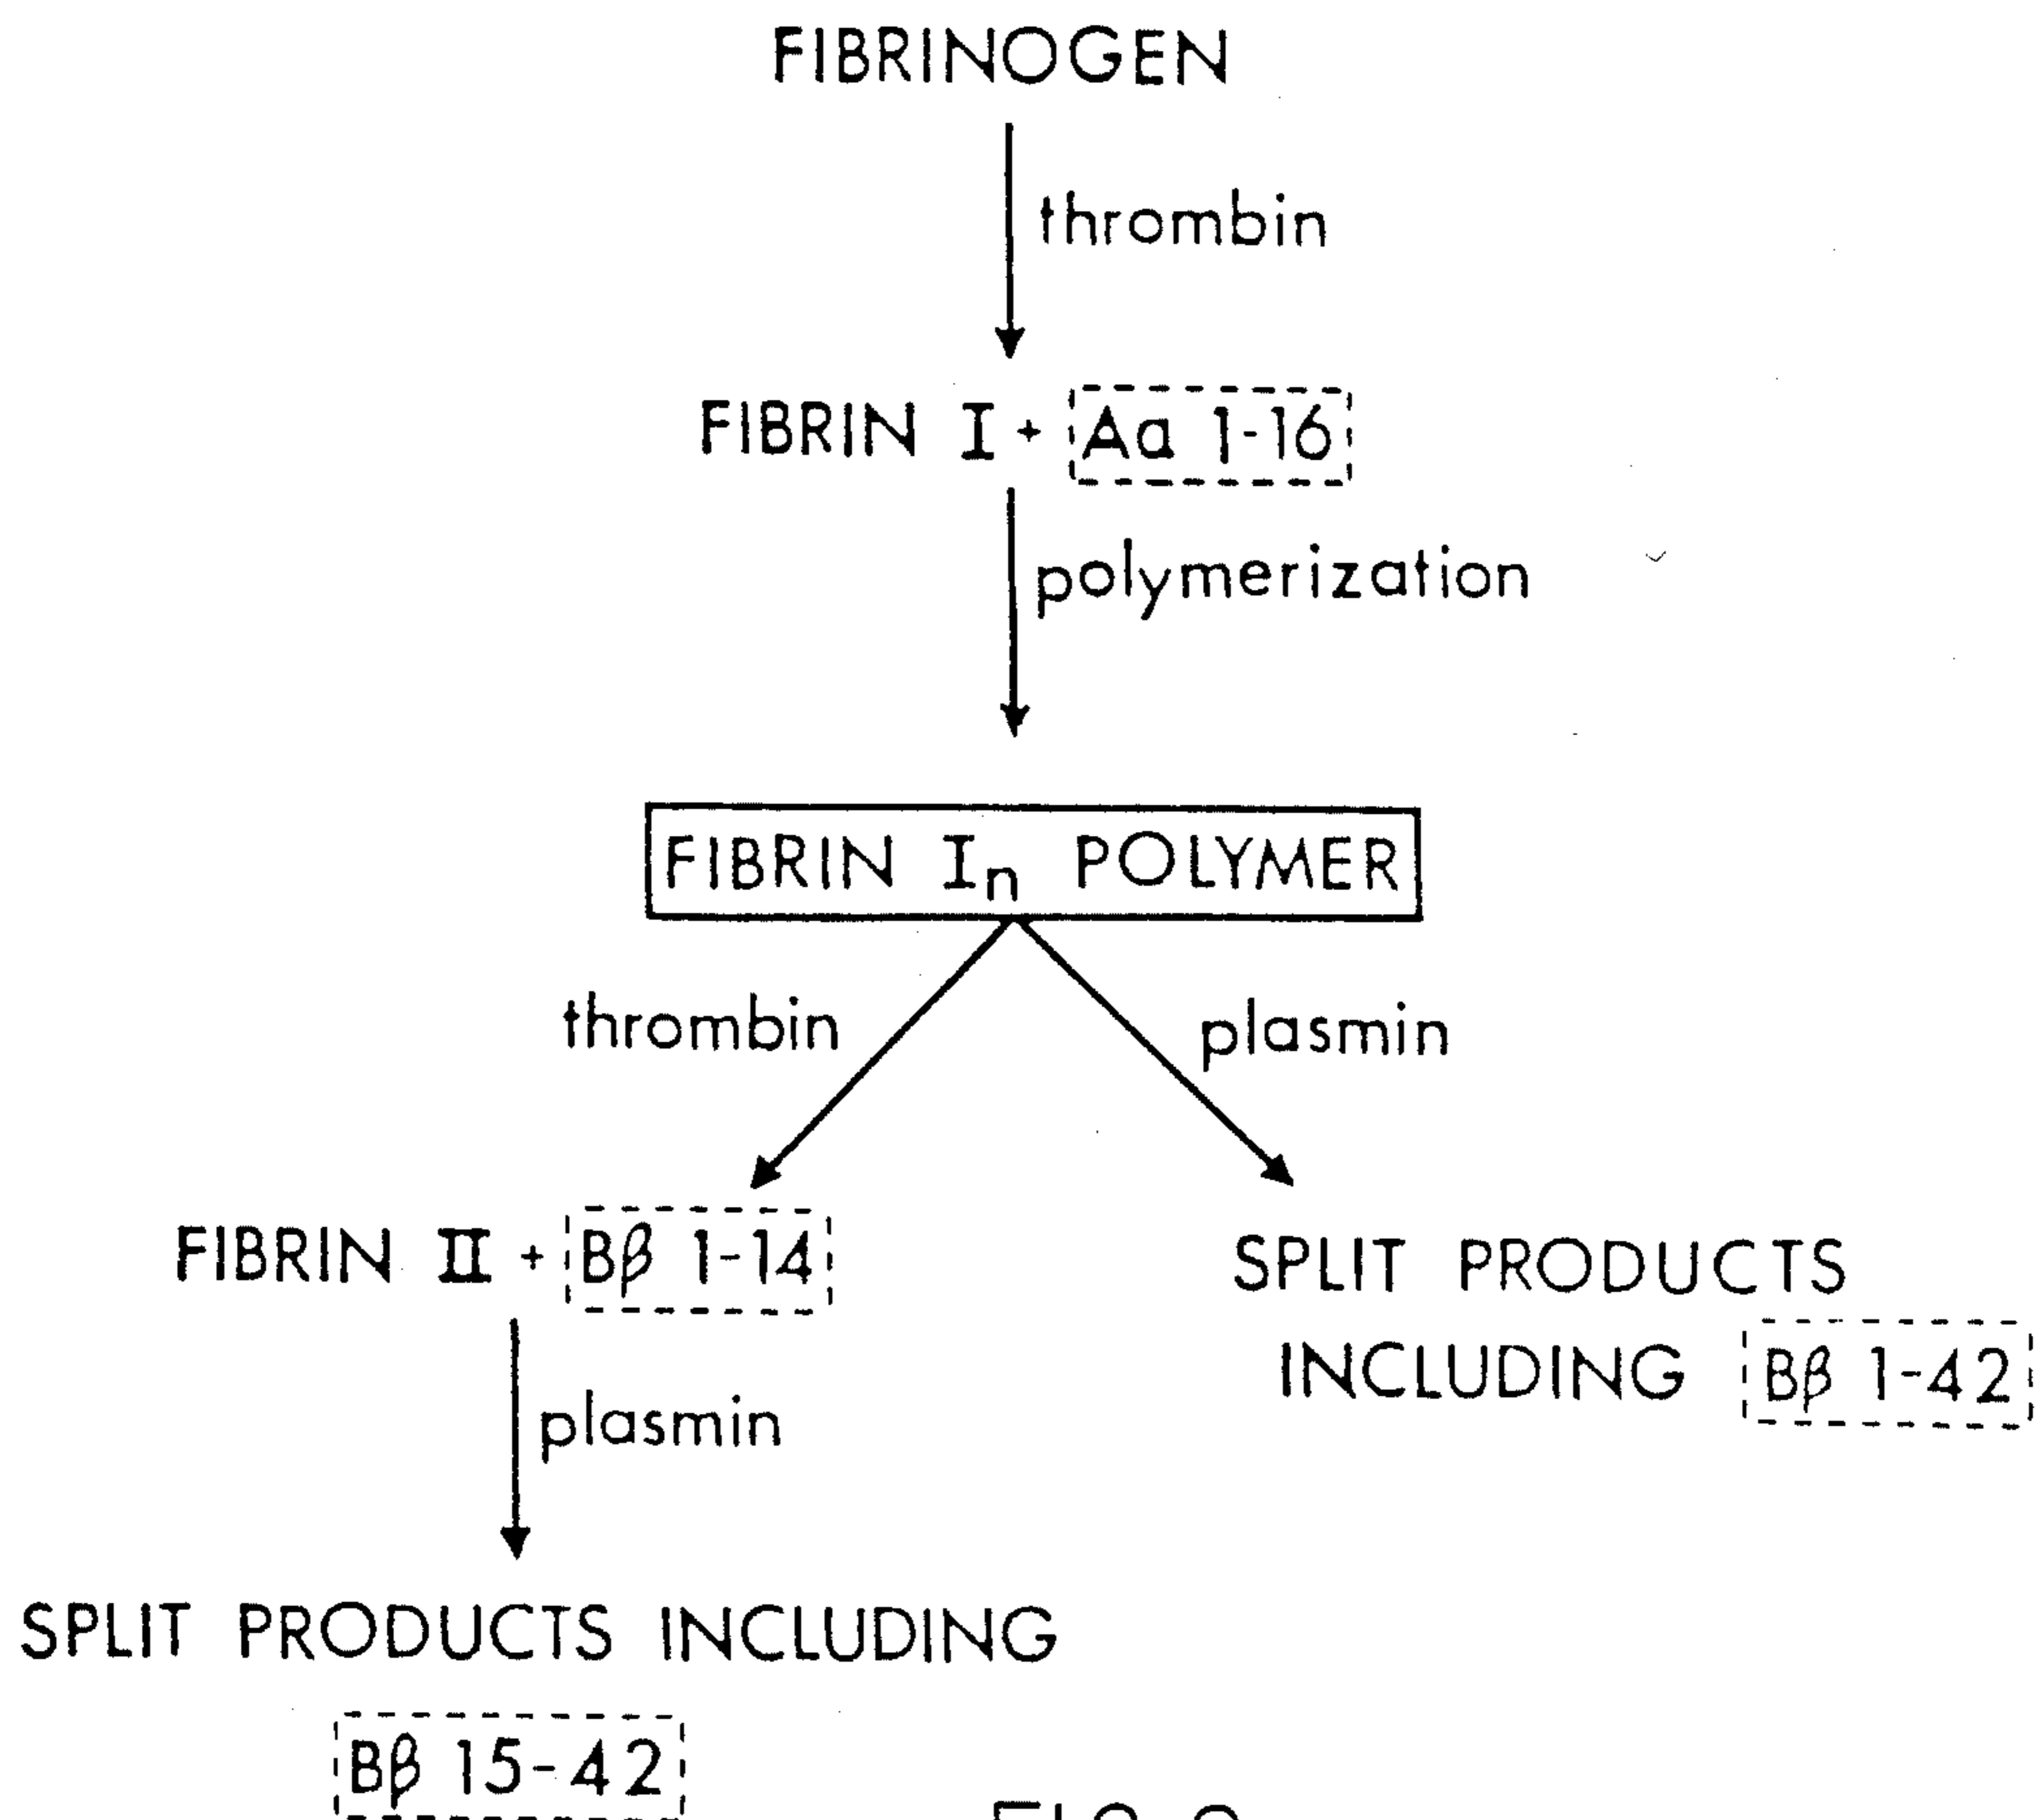 FIBRINOGEN
thrombin
FIBRIN I + Aα 1-16
polymerization
FIBRIN In POLYMER
thrombin
plasmin
FIBRIN II + Bβ 1-14
SPLIT PRODUCTS
INCLUDING Bβ 1-42
plasmin
SPLIT PRODUCTS INCLUDING
Bβ 15-42